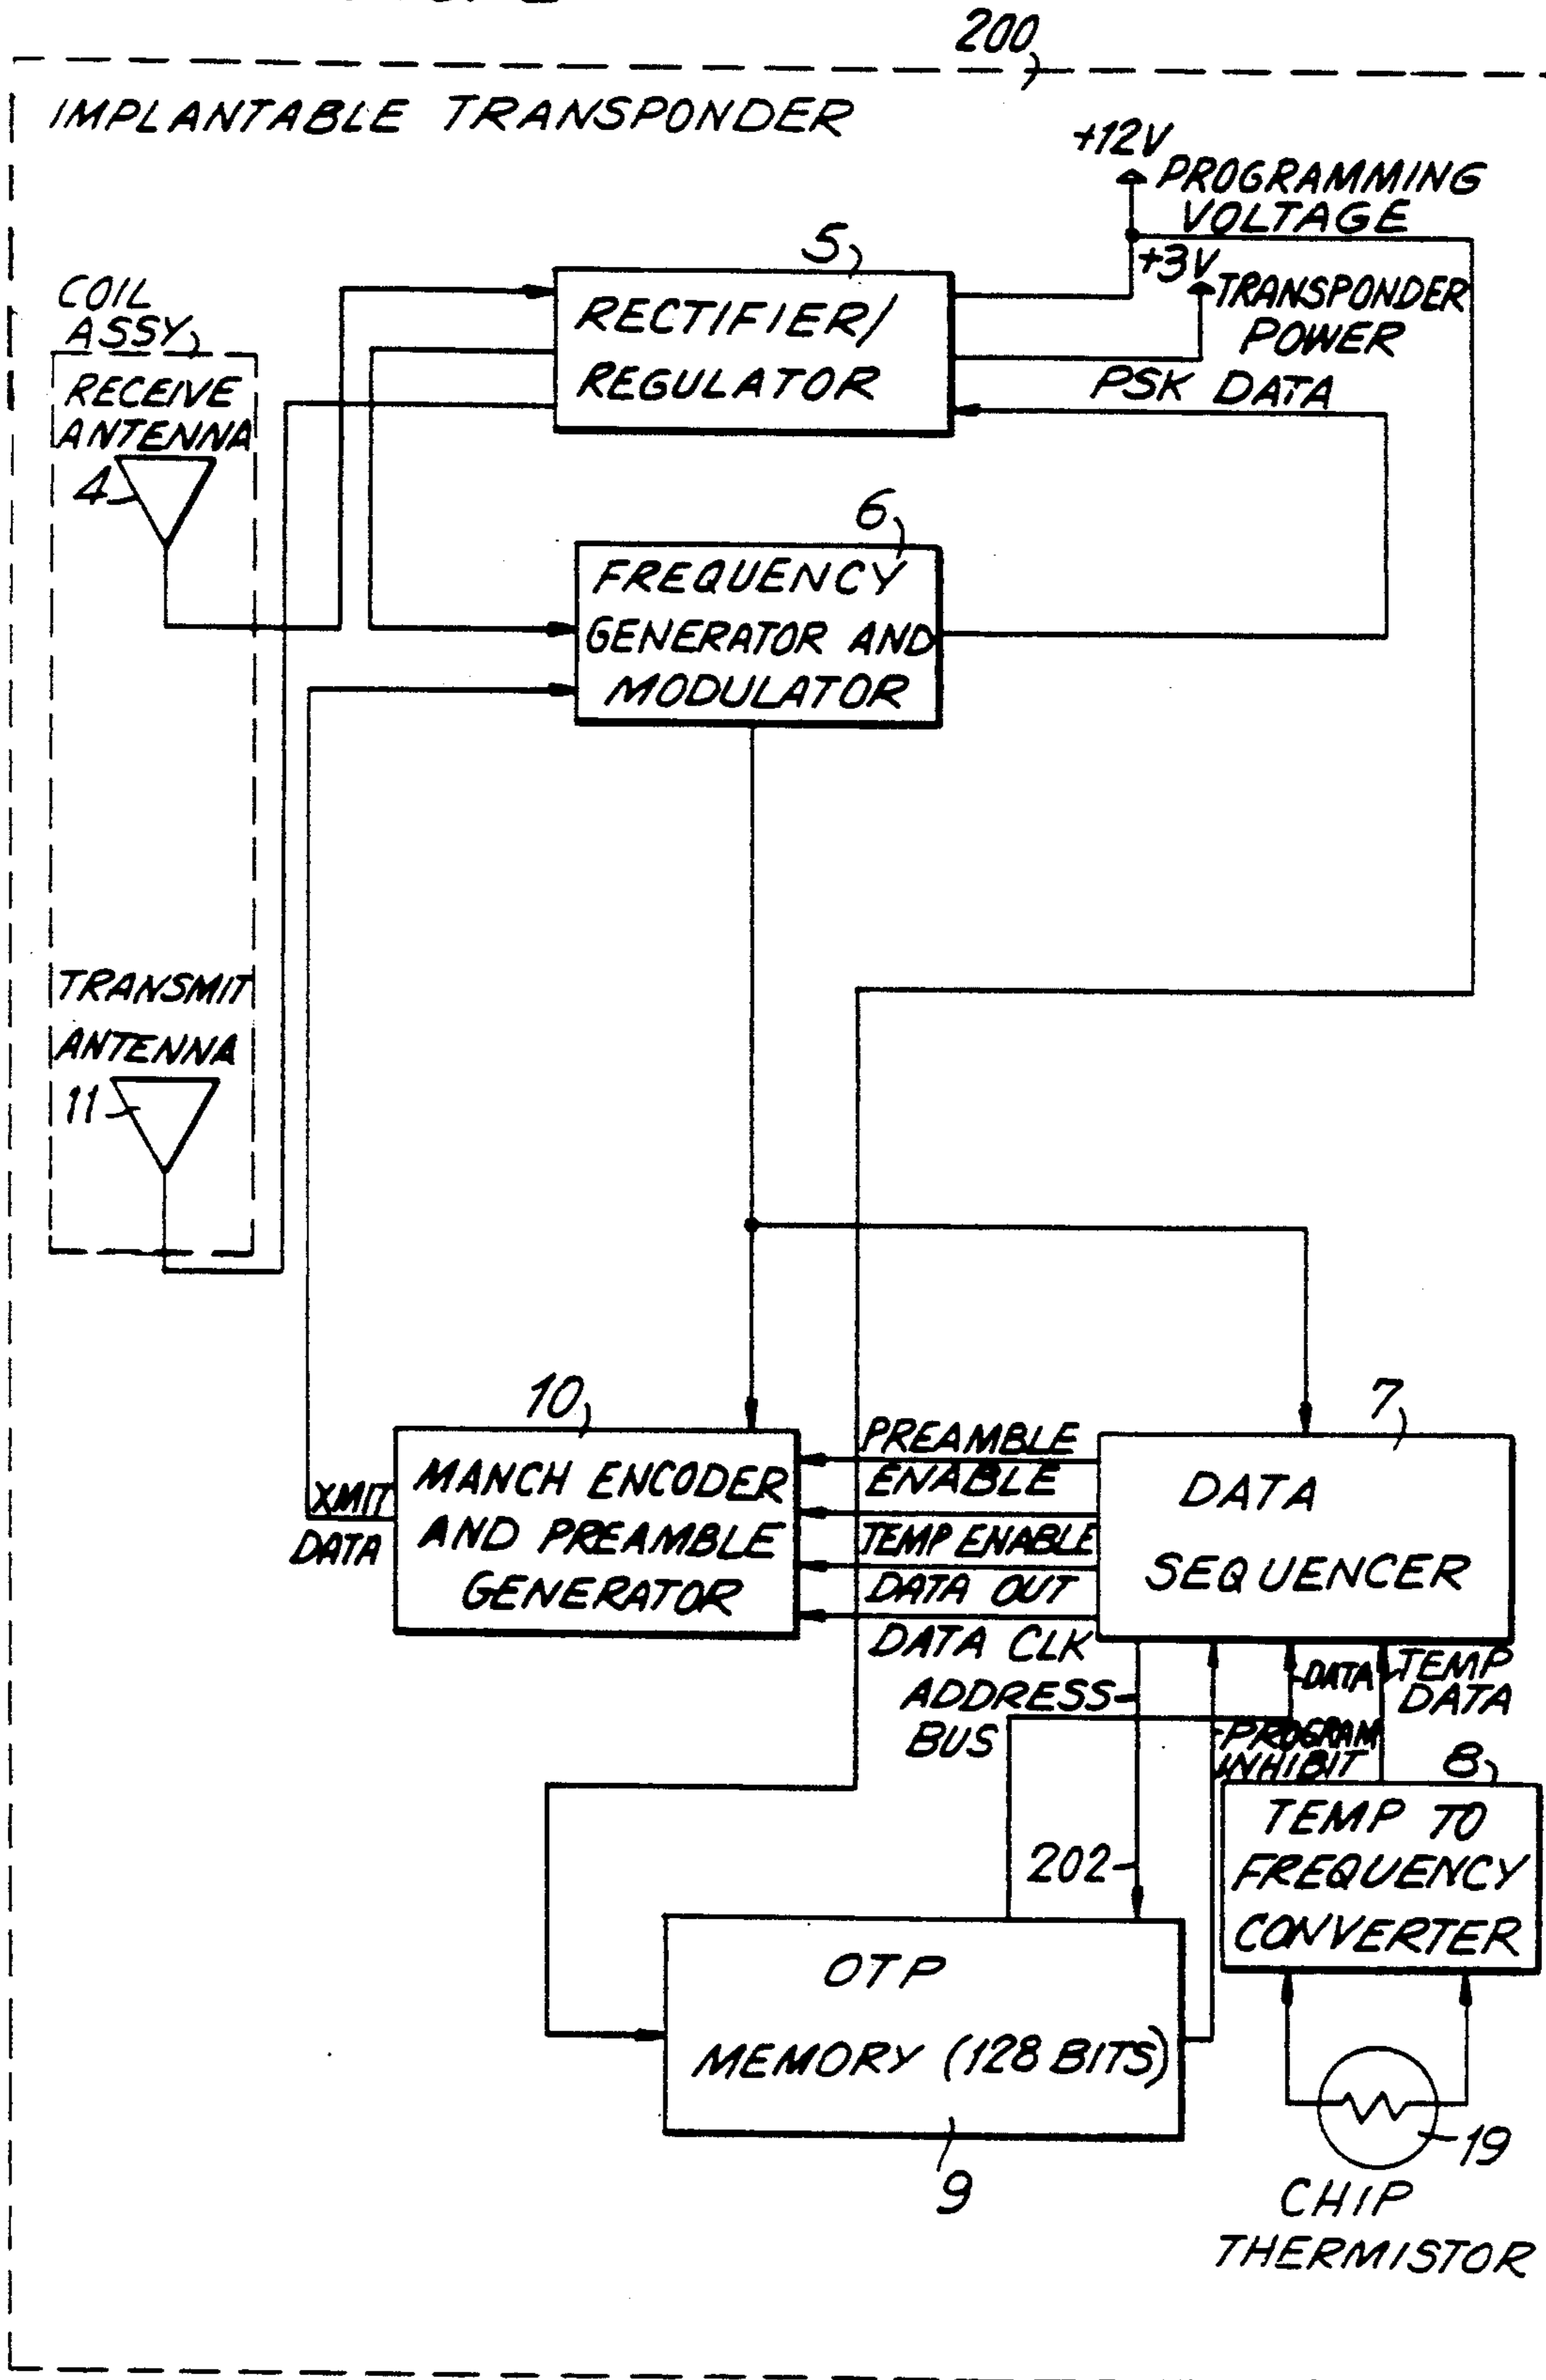 200
IMPLANTABLE TRANSPONDER
+12V
PROGRAMMING
VOLTAGE
5
+3V
TRANSPONDER
POWER
COIL
ASSY
RECTIFIER/
REGULATOR
PSK DATA
RECEIVE
ANTENNA
4
6
FREQUENCY
GENERATOR AND
MODULATOR
TRANSMIT
ANTENNA
11
10
7
XMIT
DATA
MANCH ENCODER
AND PREAMBLE
GENERATOR
PREAMBLE
ENABLE
TEMP ENABLE
DATA OUT
DATA CLK
DATA
SEQUENCER
ADDRESS
BUS
DATA
TEMP
DATA
PROGRAM
INHIBIT
8
202
TEMP TO
FREQUENCY
CONVERTER
OTP
MEMORY (128 BITS)
9
19
CHIP
THERMISTOR